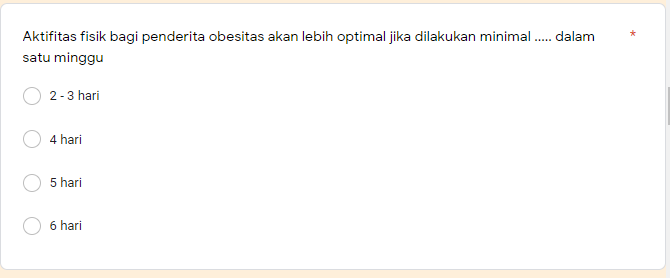 Aktifitas fisik bagi penderita obesitas akan lebih optimal jika dilakukan minimal ..... dalam *
satu minggu
2 - 3 hari
4 hari
5 hari
6 hari